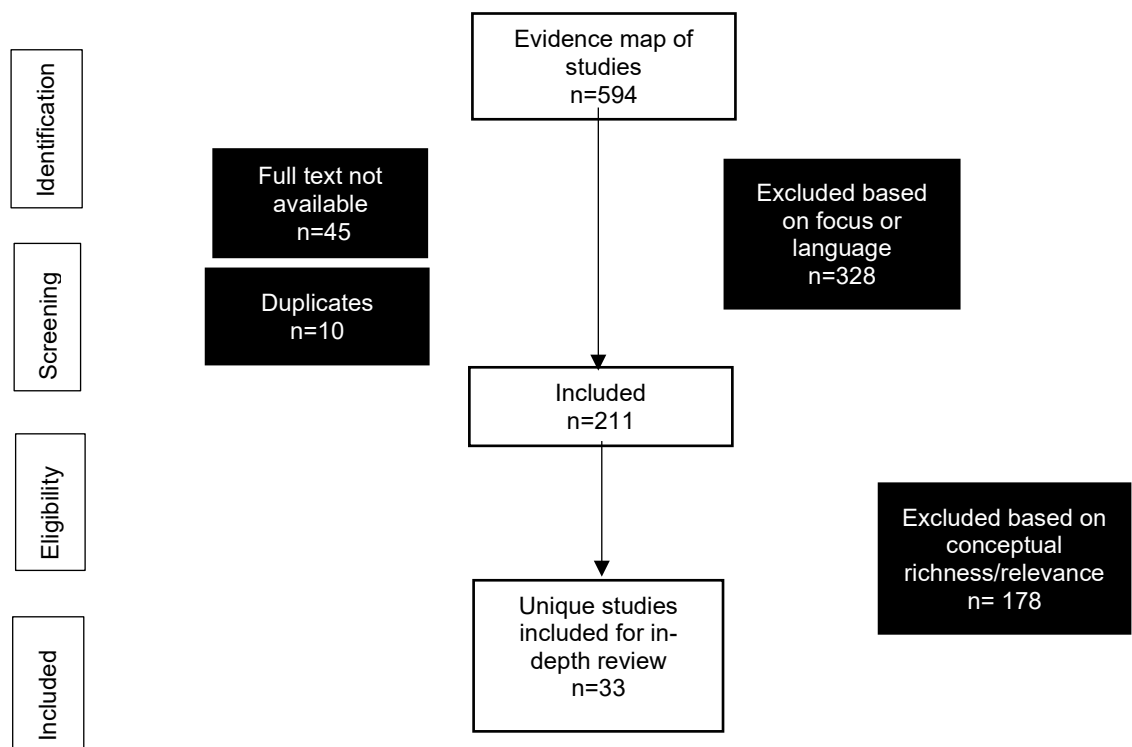 Identification
Screening
Eligibility
Included
Evidence map of
studies
n=594
Full text not
available
n=45
Excluded based
on focus or
language
n=328
Duplicates
n=10
Included
n=211
Excluded based on
conceptual
richness/relevance
n= 178
Unique studies
included for in-
depth review
n=33